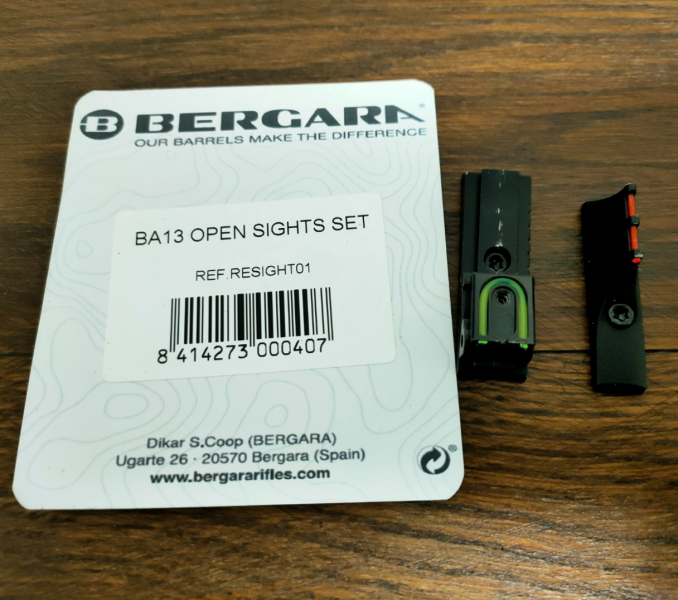 B BERGARA®
OUR BARRELS MAKE THE DIFFERENCE
BA13 OPEN SIGHTS SET
REF.RESIGHT01
8 414273 000407
Dikar S.Coop (BERGARA)
Ugarte 26 · 20570 Bergara (Spain)
www.bergararifles.com
®